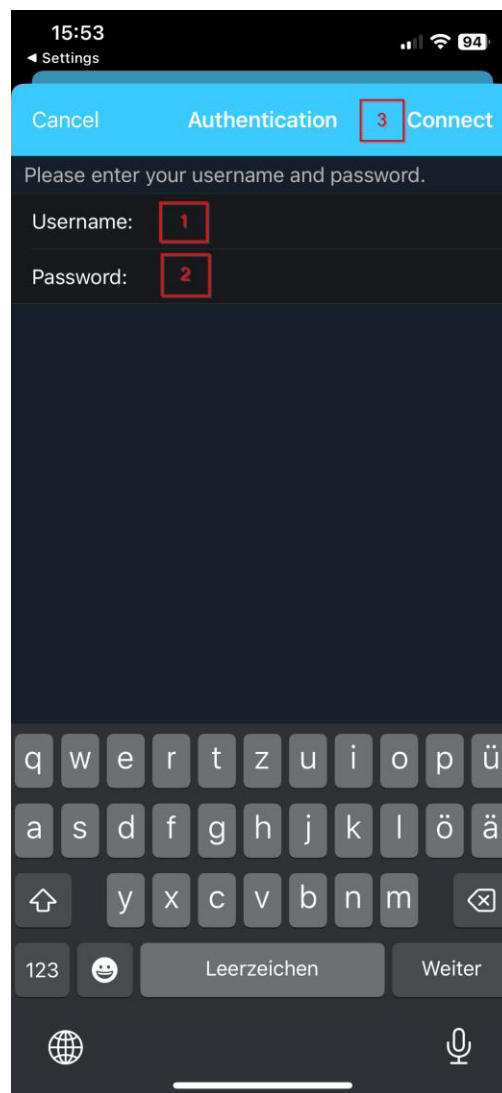 15:53
◄ Settings
94
Cancel Authentication 3 Connect
Please enter your username and password.
Username: 1
Password: 2
q w e r t z u i o p ü
a s d f g h j k l ö ä
y x c v b n m
123 Leerzeichen Weiter